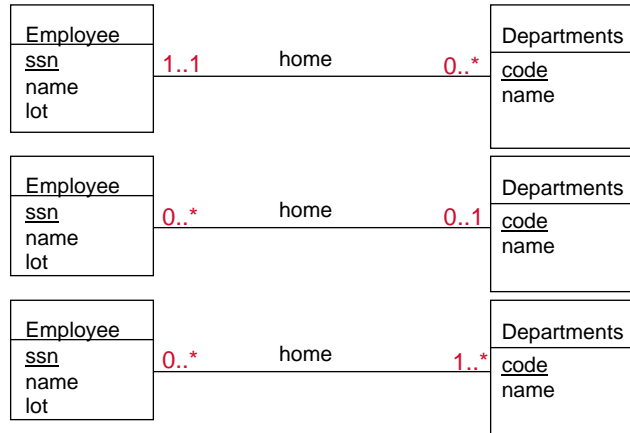 Employee
ssn
name
lot
1..1
home
0..*
Departments
code
name
Employee
ssn
name
lot
0..*
home
0..1
Departments
code
name
Employee
ssn
name
lot
0..*
home
1..*
Departments
code
name